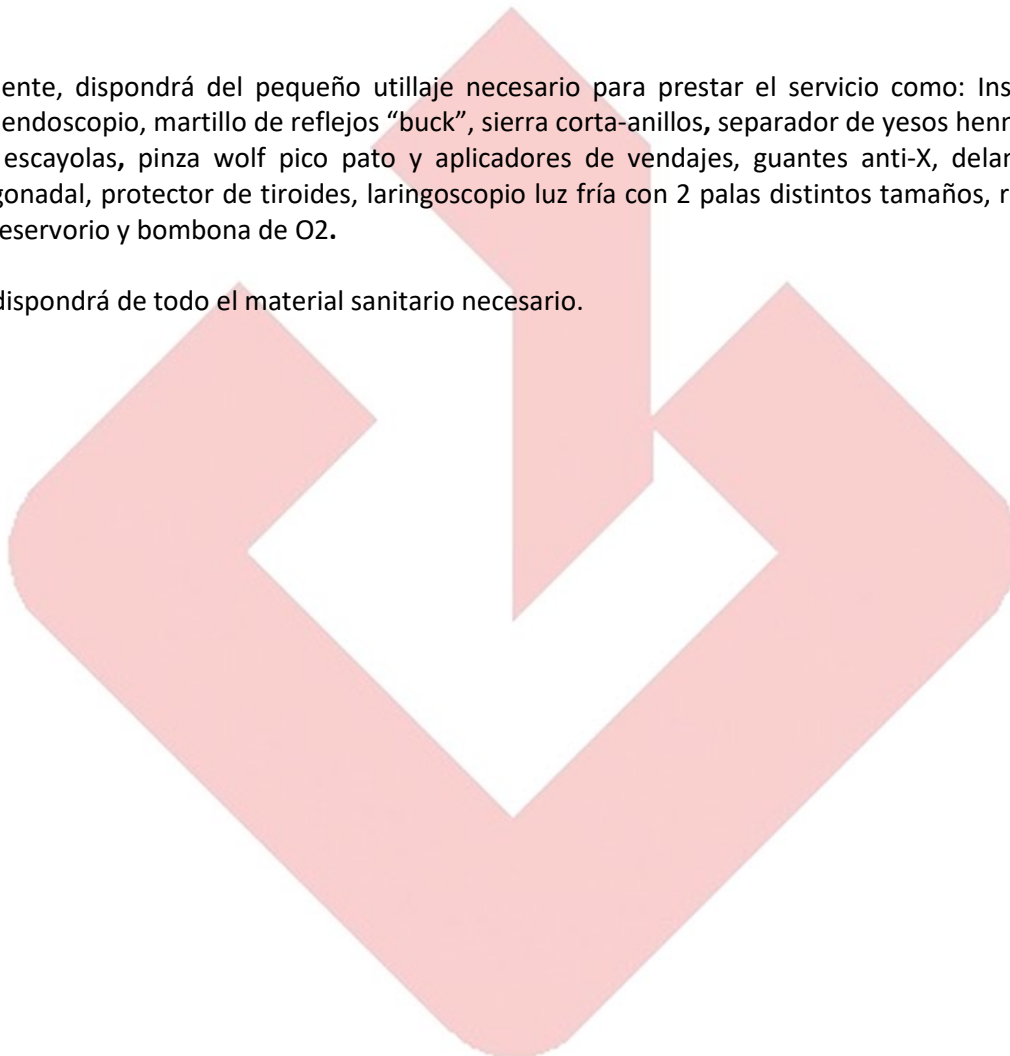 ente, dispondrá del pequeño utillaje necesario para prestar el servicio como: Ins
endoscopio, martillo de reflejos “buck”, sierra corta-anillos, separador de yesos henn
escayolas, pinza wolf pico pato y aplicadores de vendajes, guantes anti-X, delan
gonadal, protector de tiroides, laringoscopio luz fría con 2 palas distintos tamaños, r
eservorio y bombona de O2.
dispondrá de todo el material sanitario necesario.